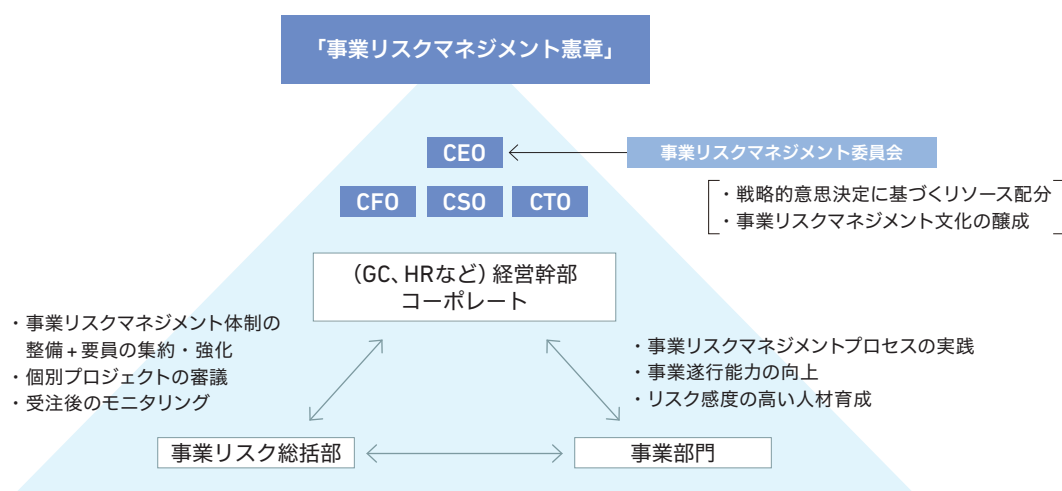 「事業リスクマネジメント憲章」
CEO
事業リスクマネジメント委員会
・戦略的意思決定に基づくリソース配分
・事業リスクマネジメント文化の醸成
CFO
CSO
CTO
（GC、HRなど）経営幹部
コーポレート
・事業リスクマネジメント体制の
整備+要員の集約・強化
・個別プロジェクトの審議
・受注後のモニタリング
・事業リスクマネジメントプロセスの実践
・事業遂行能力の向上
・リスク感度の高い人材育成
事業リスク総括部
事業部門